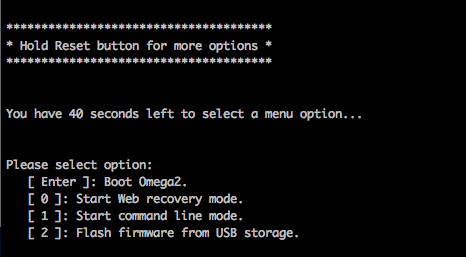 **************************************
* Hold Reset button for more options *
**************************************
You have 40 seconds left to select a menu option...
Please select option:
[ Enter ]: Boot Omega2.
[ 0 ]: Start Web recovery mode.
[ 1 ]: Start command line mode.
[ 2 ]: Flash firmware from USB storage.